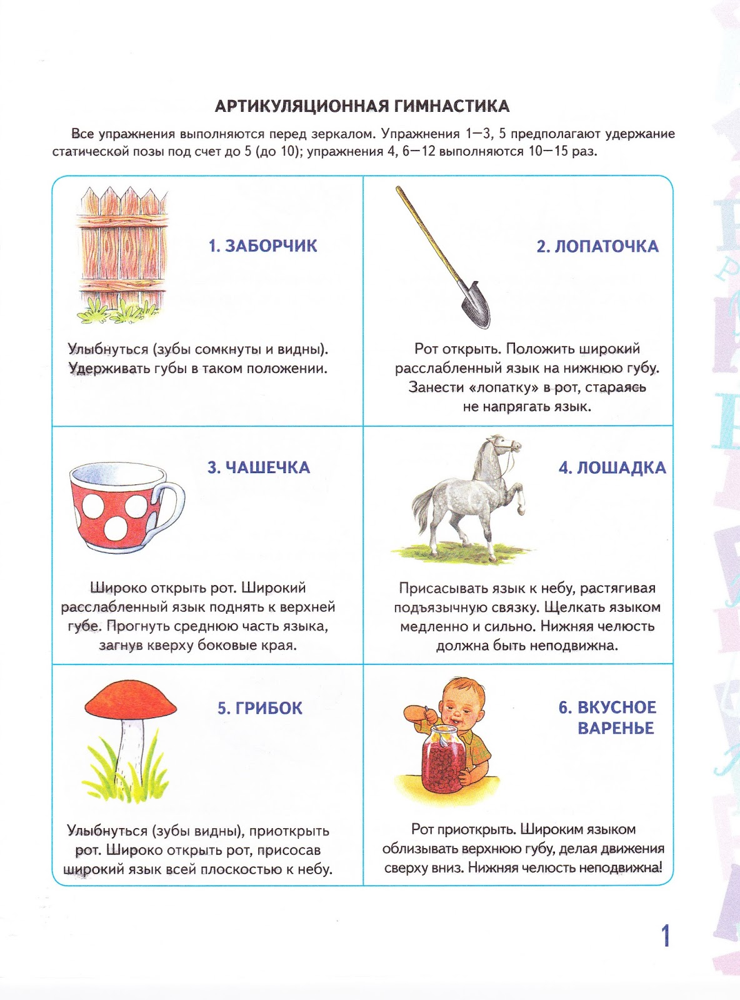 АРТИКУЛЯЦИОННАЯ ГИМНАСТИКА
Все упражнения выполняются перед зеркалом. Упражнения 1—3, 5 предполагают удержание
статической позы под счет до 5 (до 10); упражнения 4, 6—12 выполняются 10—15 раз.
1. ЗАБОРЧИК
Улыбнуться (зубы сомкнуты и видны).
Удерживать губы в таком положении.
2. ЛОПАТОЧКА
Рот открыть. Положить широкий
расслабленный язык на нижнюю губу.
Занести «лопатку» в рот, стараясь
не напрягать язык.
3. ЧАШЕЧКА
Широко открыть рот. Широкий
расслабленный язык поднять к верхней
губе. Прогнуть среднюю часть языка,
загнув кверху боковые края.
4. ЛОШАДКА
Присасывать язык к небу, растягивая
подъязычную связку. Щелкать языком
медленно и сильно. Нижняя челюсть
должна быть неподвижна.
5. ГРИБОК
Улыбнуться (зубы видны), приоткрыть
рот. Широко открыть рот, присосав
широкий язык всей плоскостью к небу.
6. ВКУСНОЕ
ВАРЕНЬЕ
Рот приоткрыть. Широким языком
облизывать верхнюю губу, делая движения
сверху вниз. Нижняя челюсть неподвижна!
1